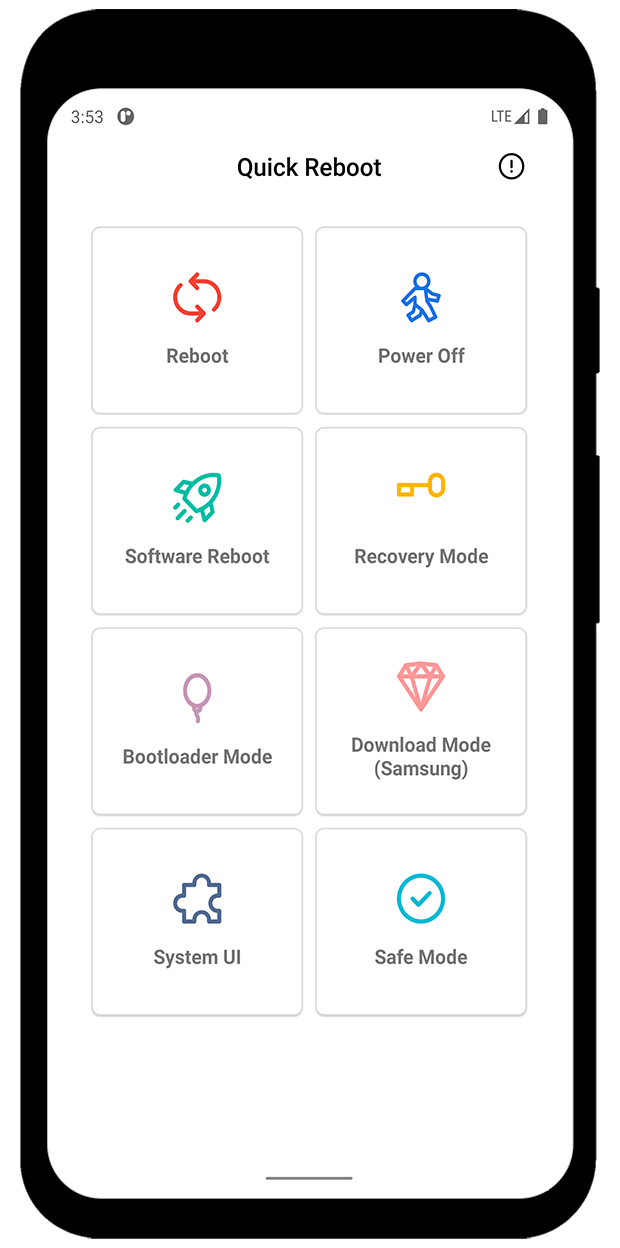 3:53
LTE
Quick Reboot
Reboot
Power Off
Software Reboot
Recovery Mode
Bootloader Mode
Download Mode
(Samsung)
System UI
Safe Mode